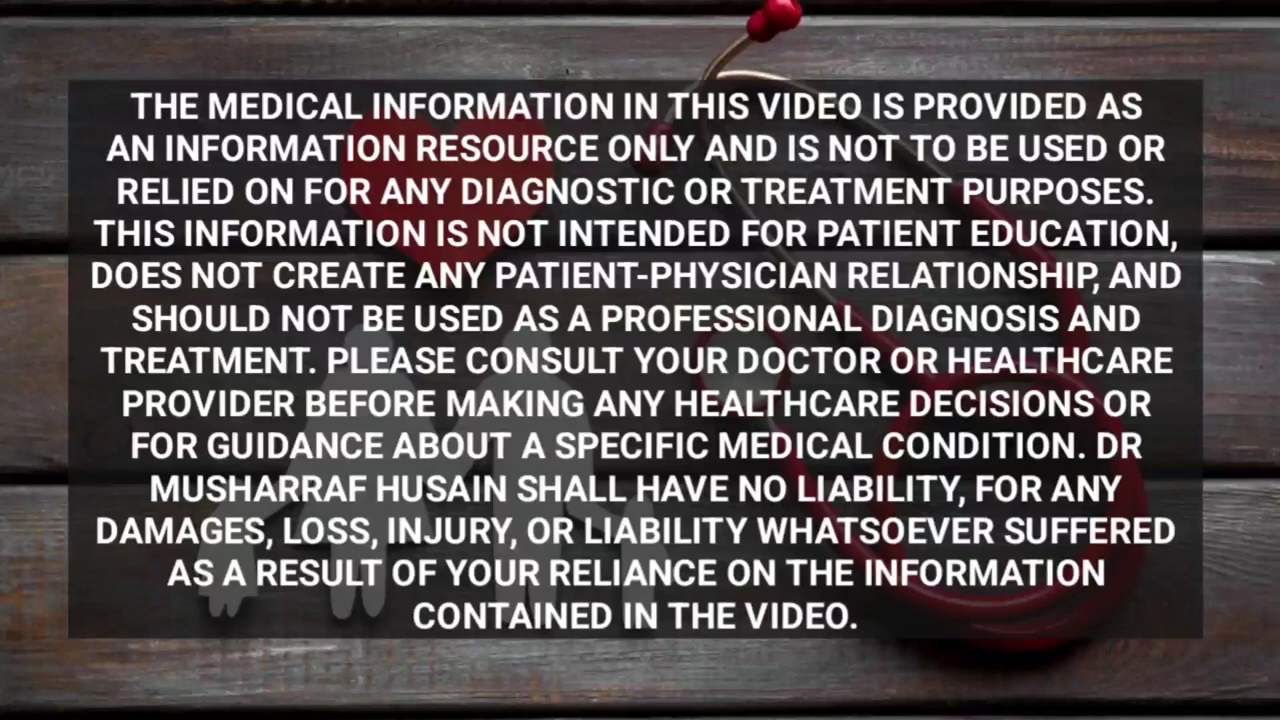 THE MEDICAL INFORMATION IN THIS VIDEO IS PROVIDED AS
AN INFORMATION RESOURCE ONLY AND IS NOT TO BE USED OR
RELIED ON FOR ANY DIAGNOSTIC OR TREATMENT PURPOSES.
THIS INFORMATION IS NOT INTENDED FOR PATIENT EDUCATION,
DOES NOT CREATE ANY PATIENT-PHYSICIAN RELATIONSHIP, AND
SHOULD NOT BE USED AS A PROFESSIONAL DIAGNOSIS AND
TREATMENT. PLEASE CONSULT YOUR DOCTOR OR HEALTHCARE
PROVIDER BEFORE MAKING ANY HEALTHCARE DECISIONS OR
FOR GUIDANCE ABOUT A SPECIFIC MEDICAL CONDITION. DR
MUSHARRAF HUSAIN SHALL HAVE NO LIABILITY, FOR ANY
DAMAGES, LOSS, INJURY, OR LIABILITY WHATSOEVER SUFFERED
AS A RESULT OF YOUR RELIANCE ON THE INFORMATION
CONTAINED IN THE VIDEO.